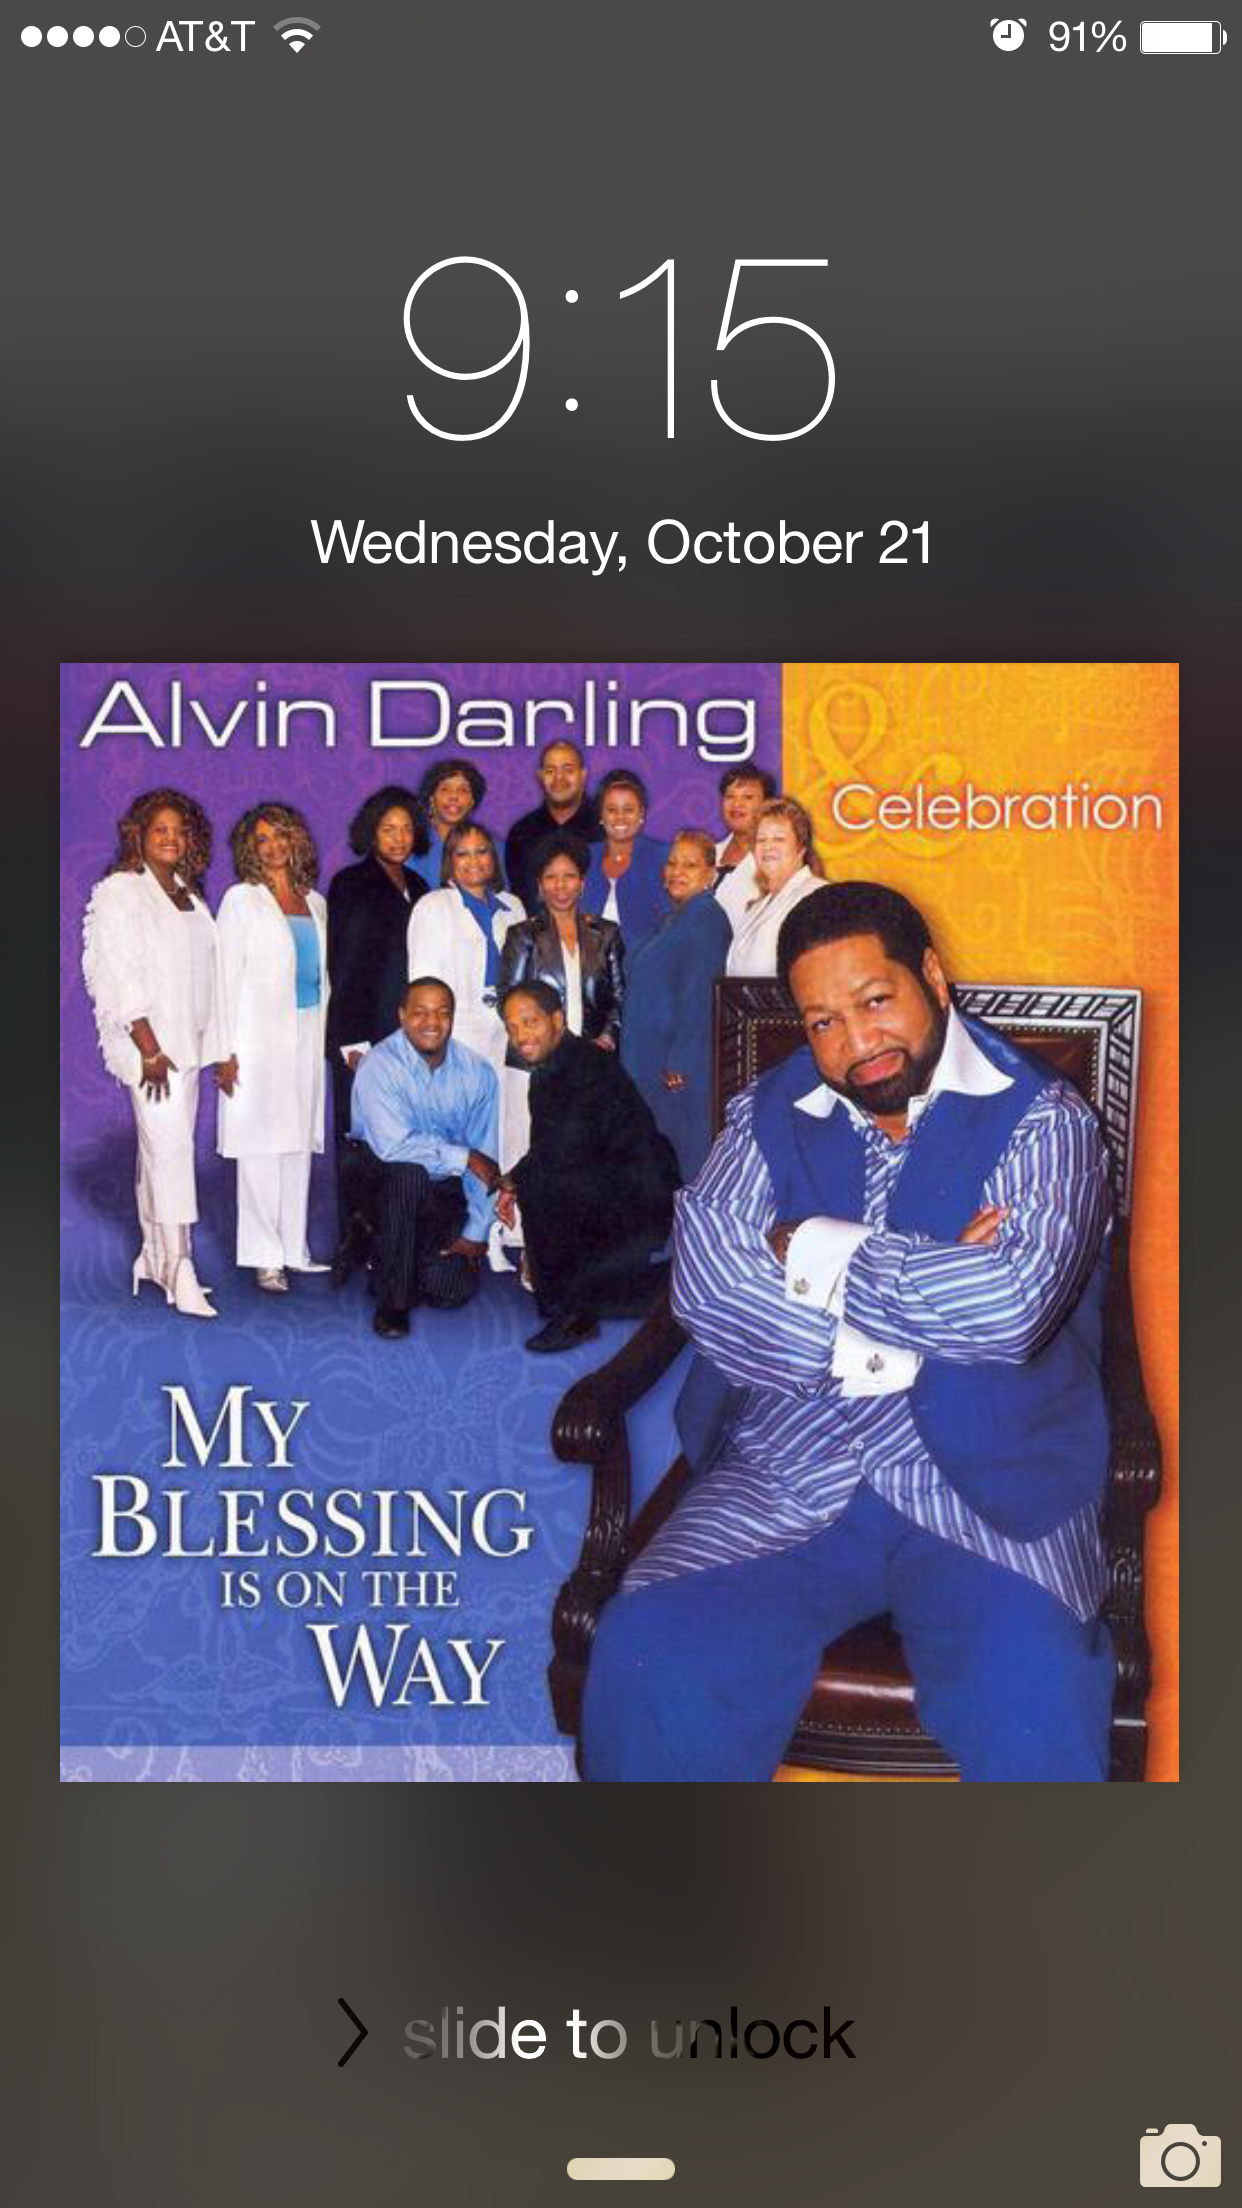 AT&T 91%
9:15
Wednesday, October 21
Alvin Darling
&
Celebration
MY
BLESSING
IS ON THE
WAY
slide to unlock